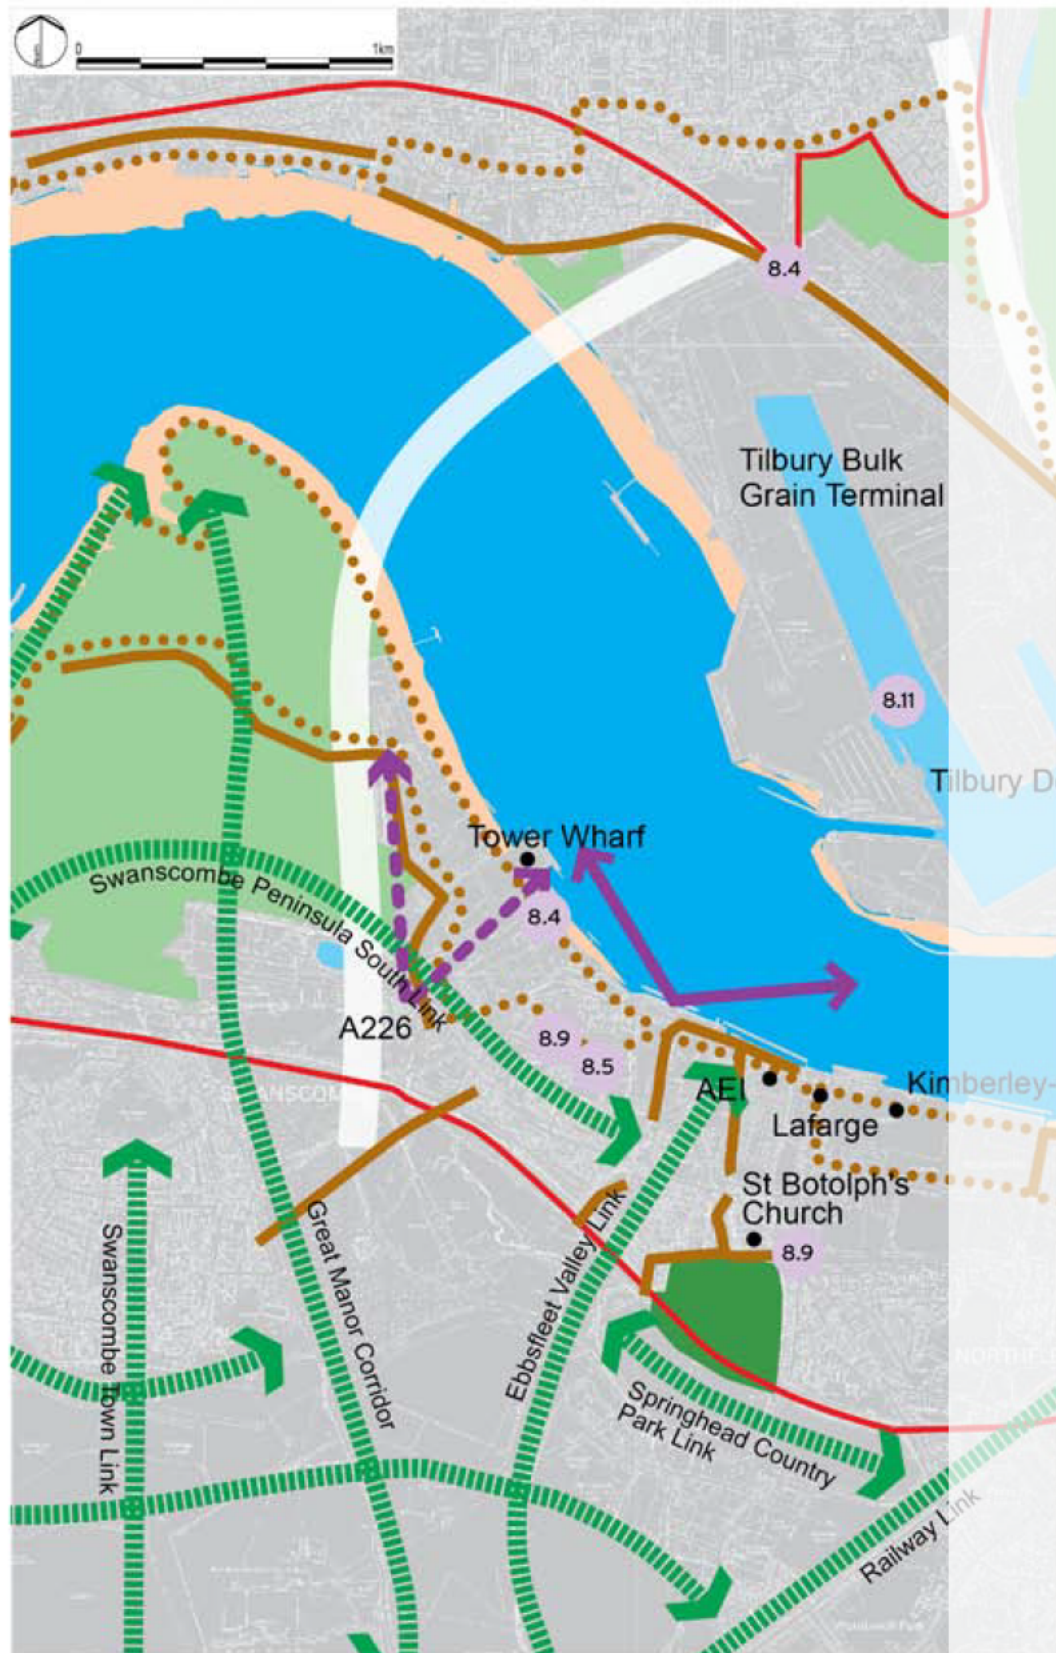 0 1km
8.4
Tilbury Bulk
Grain Terminal
8.11
Tilbury D
Tower Wharf
8.4
Swanscombe Peninsula South Link
A226
8.9
8.5
AEI
Kimberley-
Lafarge
St Botolph's
Church
8.9
Swanscombe Town Link
Great Manor Corridor
Ebbsfleet Valley Link
Springhead Country
Park Link
Railway Link